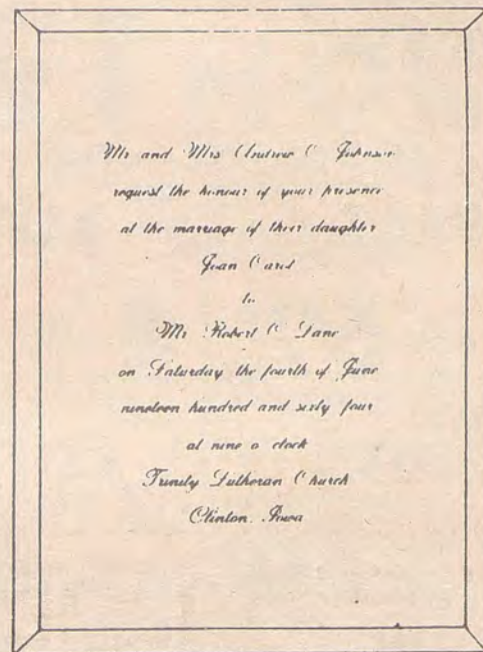 Mr and Mrs Andrew C Johnson
request the honour of your presence
at the marriage of their daughter
Joan Carol
to
Mr Robert C Lane
on Saturday the fourth of June
nineteen hundred and sixty four
at nine o clock
Trinity Lutheran Church
Clinton, Iowa